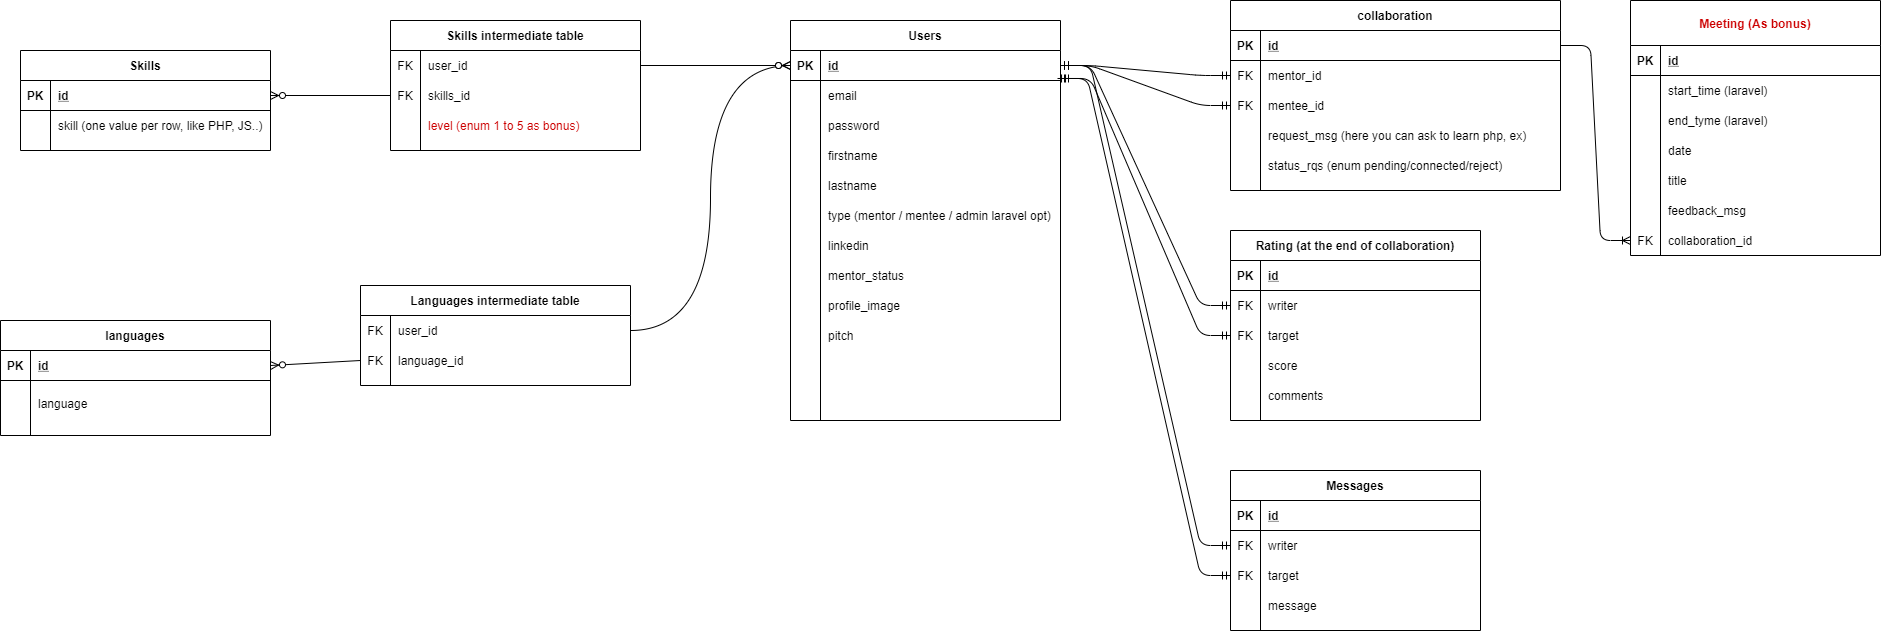 Skills
PK id
skill (one value per row, like PHP, JS..)
Skills intermediate table
FK user_id
FK skills_id
level (enum 1 to 5 as bonus)
languages
PK id
language
Languages intermediate table
FK user_id
FK language_id
Users
PK id
email
password
firstname
lastname
type (mentor / mentee / admin laravel opt)
linkedin
mentor_status
profile_image
pitch
collaboration
PK id
FK mentor_id
FK mentee_id
request_msg (here you can ask to learn php, ex)
status_rqs (enum pending/connected/reject)
Rating (at the end of collaboration)
PK id
FK writer
FK target
score
comments
Messages
PK id
FK writer
FK target
message
Meeting (As bonus)
PK id
start_time (laravel)
end_tyme (laravel)
date
title
feedback_msg
FK collaboration_id